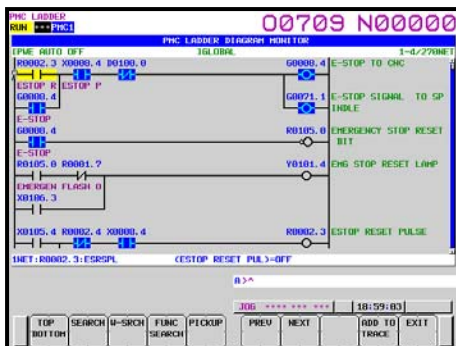 PMC LADDER
RUN *** PMC1
O0709 N00000
PMC LADDER DIAGRAM MONITOR
IPWE AUTO OFF 1GLOBAL 1-4/270NET
R0002.3 X0008.4 D0100.0 G0008.4 E-STOP TO CNC
ESTOP R ESTOP P
G0008.4 G0071.1 E-STOP SIGNAL TO SP
INDLE
E-STOP
G0008.4 R0105.0 EMERGENCY STOP RESET
BIT
E-STOP
R0105.0 R0001.7 Y0101.4 EMG STOP RESET LAMP
EMERGEN FLASH O
X0106.3
X0105.4 R0002.4 X0008.4 R0002.3 ESTOP RESET PULSE
1NET:R0002.3:ESRSPL (ESTOP RESET PUL)=OFF
A>^
JOG **** *** *** 18:59:03
TOP SEARCH W-SRCH FUNC PICKUP PREV NEXT ADD TO EXIT
BOTTOM SEARCH TRACE